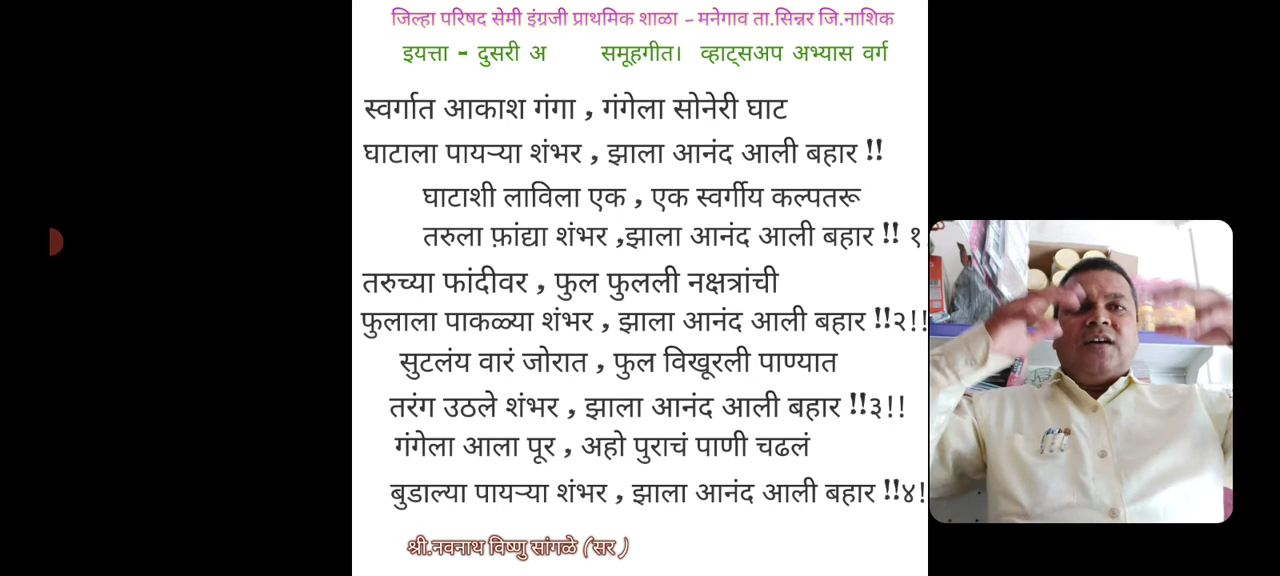 जिल्हा परिषद सेमी इंग्रजी प्राथमिक शाळा - मनेगाव ता.सिन्नर जि.नाशिक
इयत्ता - दुसरी अ समूहगीत। व्हाट्सअप अभ्यास वर्ग
स्वर्गात आकाश गंगा , गंगेला सोनेरी घाट
घाटाला पायऱ्या शंभर , झाला आनंद आली बहार !!
घाटाशी लाविला एक , एक स्वर्गीय कल्पतरू
तरुला फ़ांद्या शंभर ,झाला आनंद आली बहार !! १
तरुच्या फांदीवर , फुल फुलली नक्षत्रांची
फुलाला पाकळ्या शंभर , झाला आनंद आली बहार !!२!!
सुटलंय वारं जोरात , फुल विखूरली पाण्यात
तरंग उठले शंभर , झाला आनंद आली बहार !!३!!
गंगेला आला पूर , अहो पुराचं पाणी चढलं
बुडाल्या पायऱ्या शंभर , झाला आनंद आली बहार !!४!
श्री.नवनाथ विष्णु सांगळे (सर )